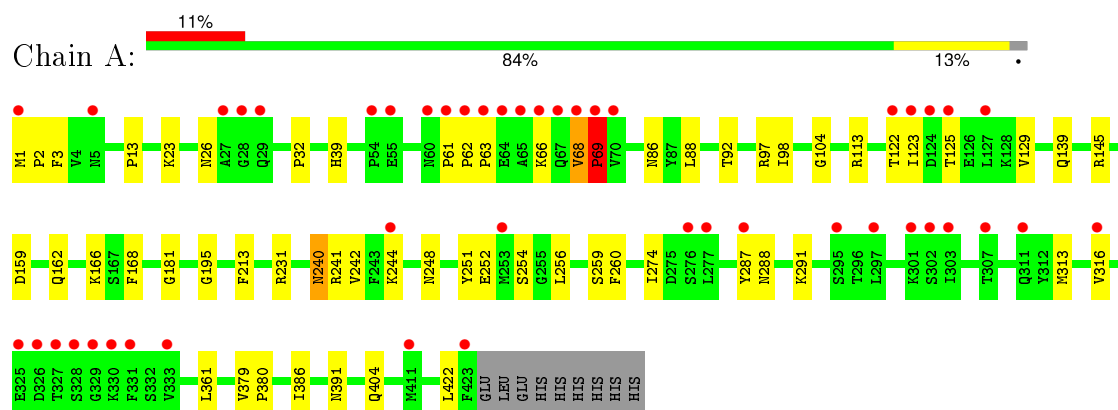 11%
Chain A:
84% 13% •
M1 P2 F3 V4 N5 P13 K23 N26 A27 G28 Q29 P32 H39 P54 E55 N60 P61 P62 P63 E64 A65 K66 Q67 V68 P69 V70 N86 Y87 L88 T92 R97 I98 G104 R113 T122 I123 D124 T125 E126 L127 K128 V129 Q139 R145
D159 Q162 K166 S167 F168 G181 G195 F213 R231 N240 R241 V242 F243 K244 N248 Y251 E252 M253 S254 G255 L256 S259 F260 I274 D275 S276 L277 Y287 N288 K291 S295 T296 L297 K301 S302 I303 T307 Q311 Y312 M313 V316
E325 D326 T327 S328 G329 K330 F331 S332 V333 L361 V379 P380 I386 N391 Q404 M411 L422 F423 GLU LEU GLU HIS HIS HIS HIS HIS HIS